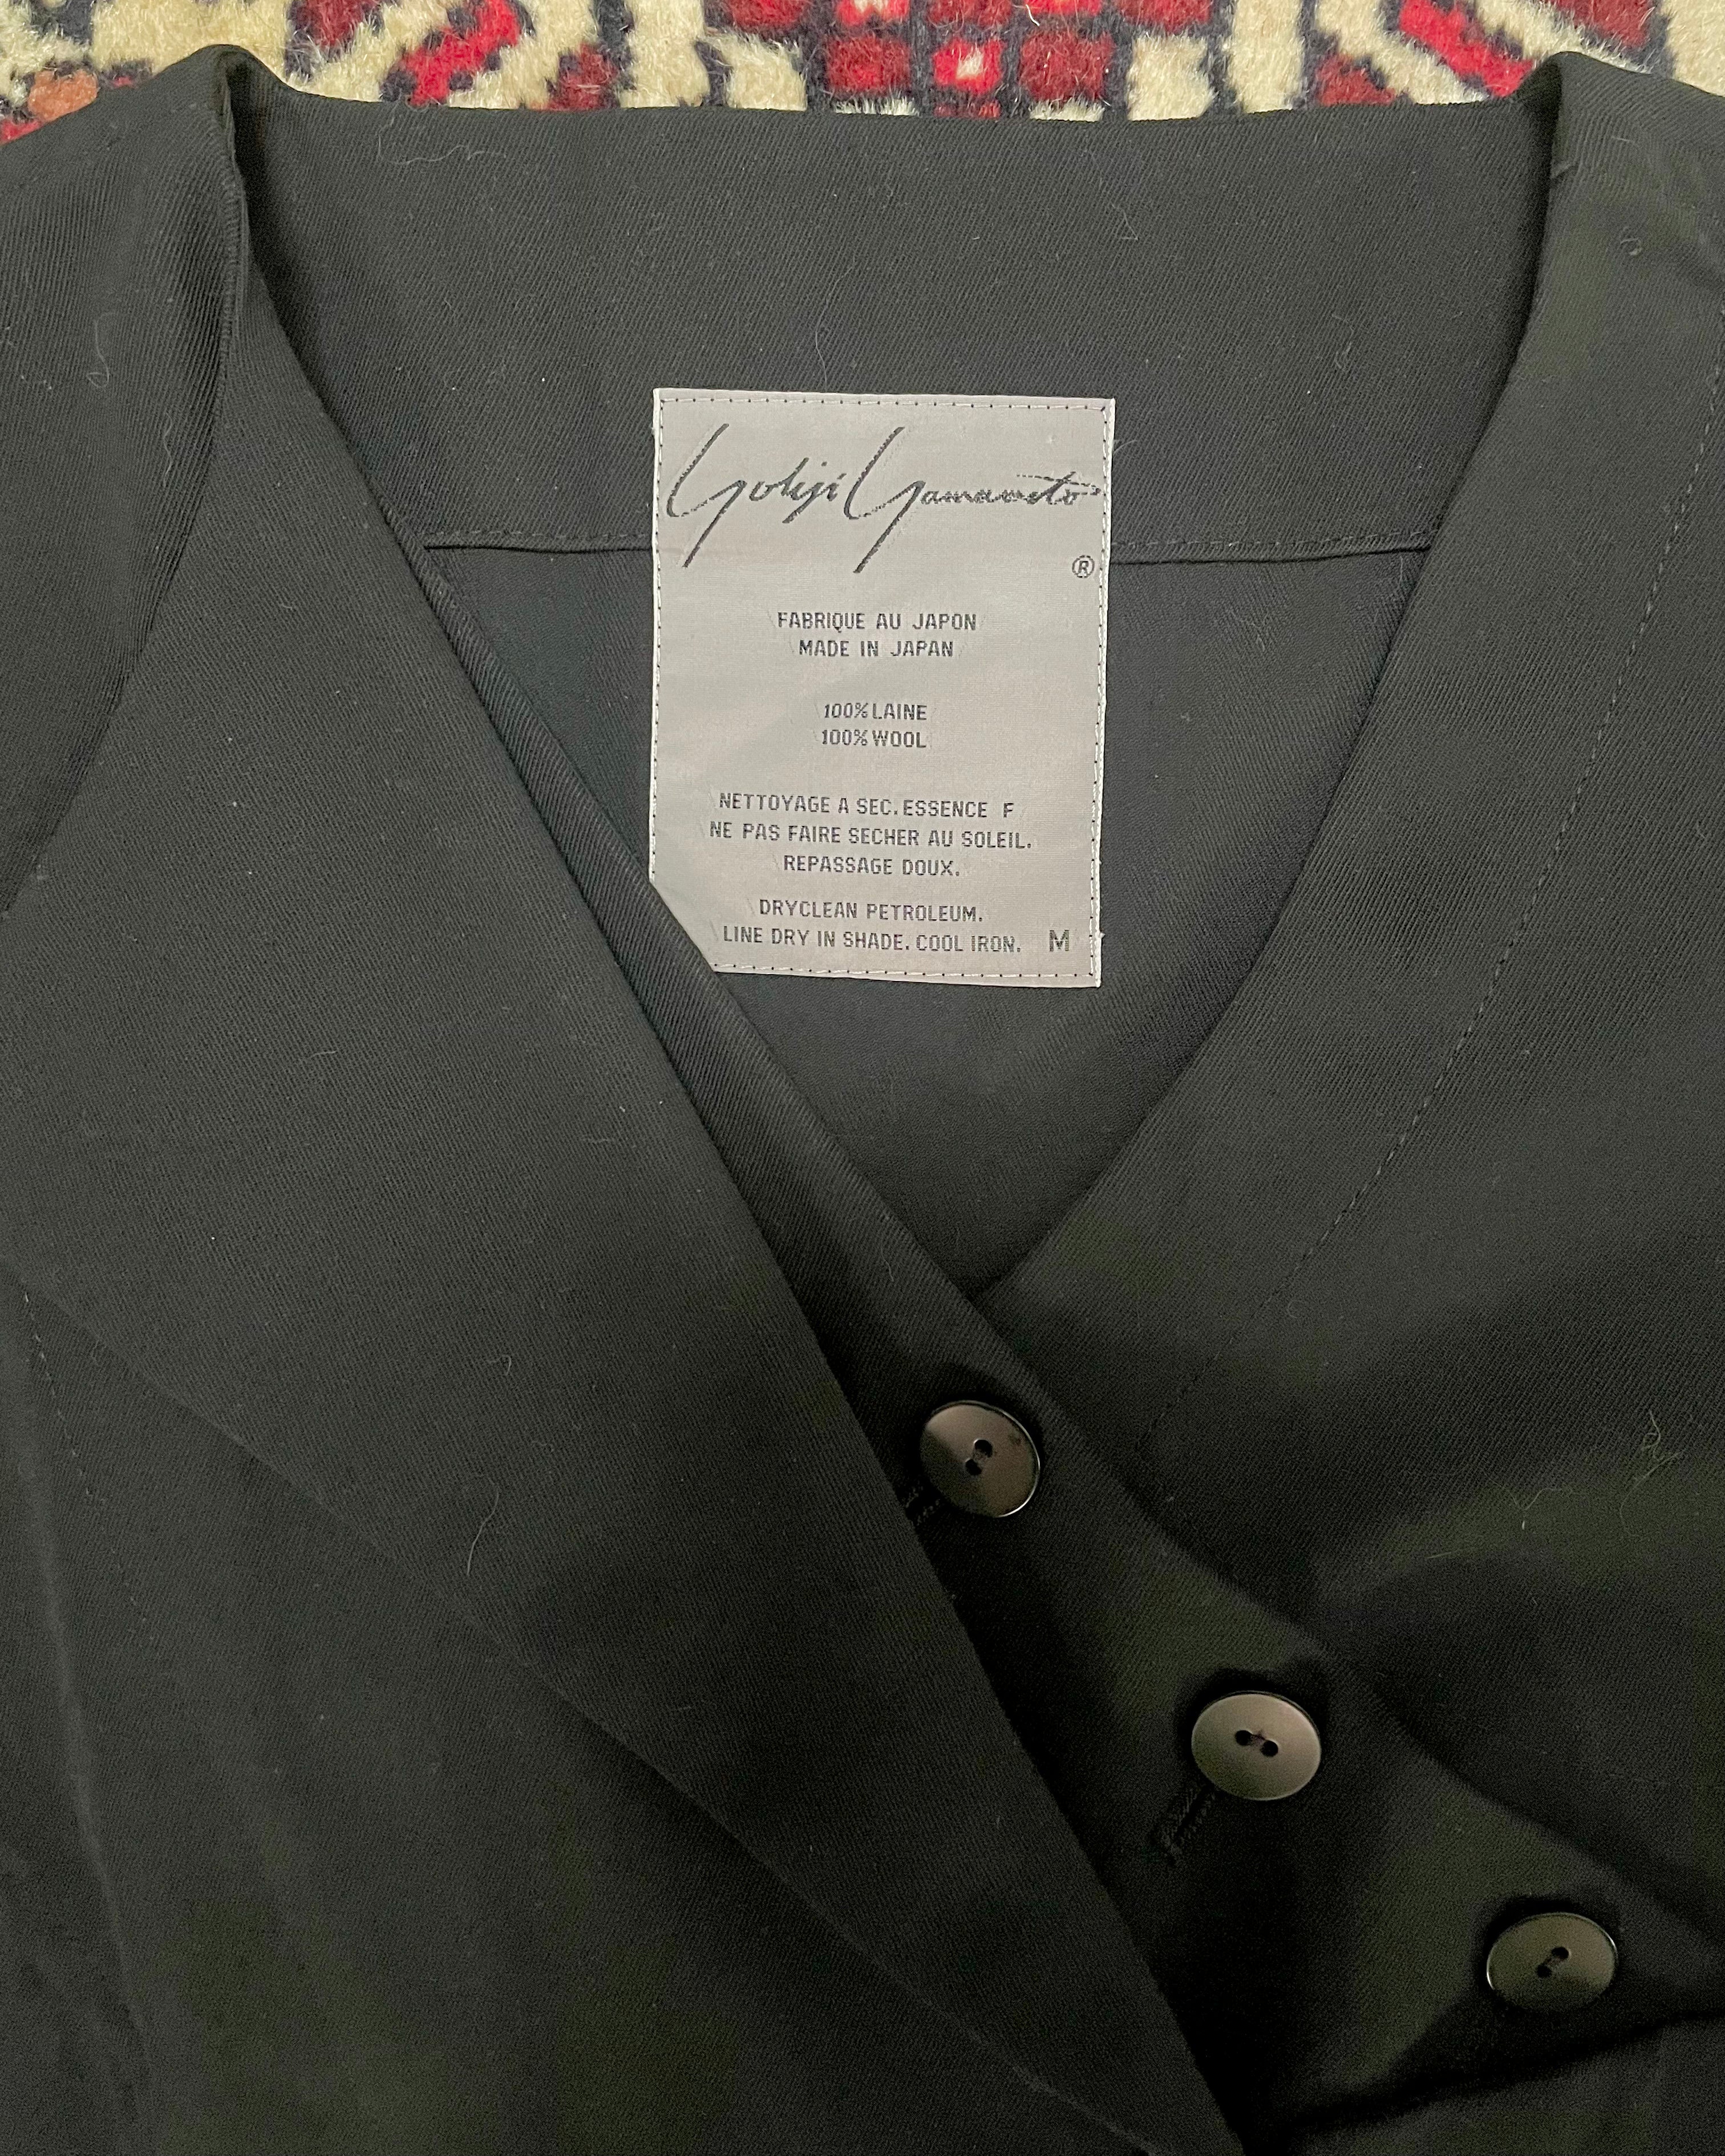 Yohji Yamamoto
®
FABRIQUE AU JAPON
MADE IN JAPAN
100% LAINE
100% WOOL
NETTOYAGE A SEC. ESSENCE F
NE PAS FAIRE SECHER AU SOLEIL.
REPASSAGE DOUX.
DRYCLEAN PETROLEUM.
LINE DRY IN SHADE. COOL IRON. M